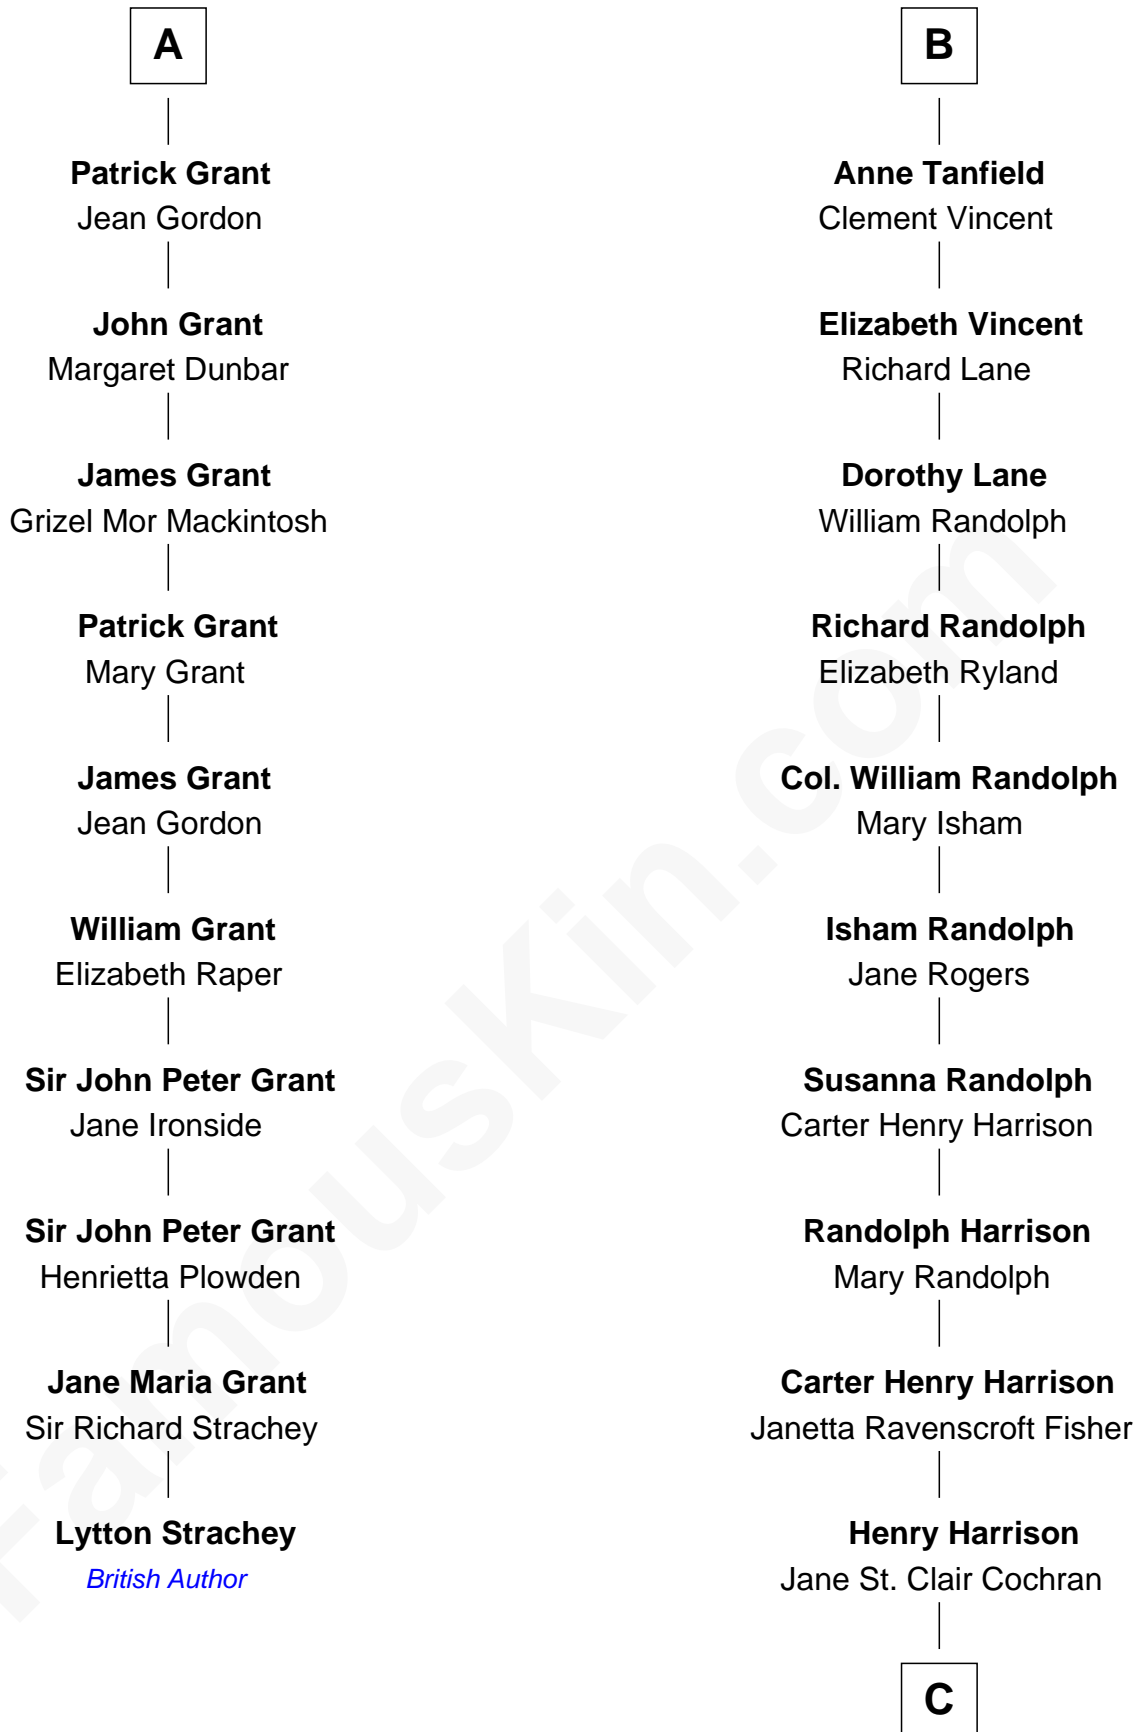 A
Patrick Grant
Jean Gordon
John Grant
Margaret Dunbar
James Grant
Grizel Mor Mackintosh
Patrick Grant
Mary Grant
James Grant
Jean Gordon
William Grant
Elizabeth Raper
Sir John Peter Grant
Jane Ironside
Sir John Peter Grant
Henrietta Plowden
Jane Maria Grant
Sir Richard Strachey
Lytton Strachey
British Author
B
Anne Tanfield
Clement Vincent
Elizabeth Vincent
Richard Lane
Dorothy Lane
William Randolph
Richard Randolph
Elizabeth Ryland
Col. William Randolph
Mary Isham
Isham Randolph
Jane Rogers
Susanna Randolph
Carter Henry Harrison
Randolph Harrison
Mary Randolph
Carter Henry Harrison
Janetta Ravenscroft Fisher
Henry Harrison
Jane St. Clair Cochran
C
FamousKin.com